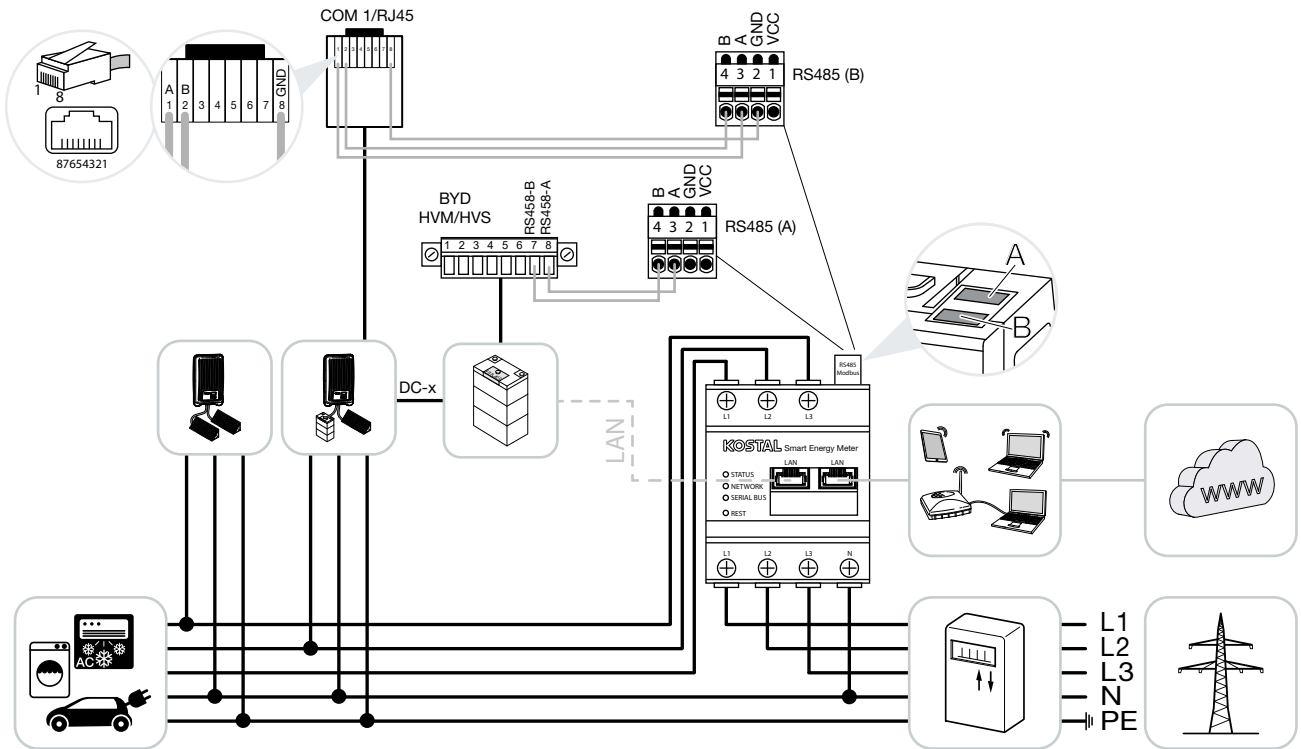 COM 1/RJ45
1 2 3 4 5 6 7 8
1
8
87654321
A B GND
1 2 3 4 5 6 7 8
B A GND VCC
4 3 2 1
RS485 (B)
BYD
HVM/HVS
RS458-B
RS458-A
1 2 3 4 5 6 7 8
B A GND VCC
4 3 2 1
RS485 (A)
A
B
RS485
Modbus
DC-x
LAN
L1 L2 L3
KOSTAL Smart Energy Meter
LAN LAN
STATUS
NETWORK
SERIAL BUS
REST
L1 L2 L3 N
WWW
AC
L1
L2
L3
N
PE